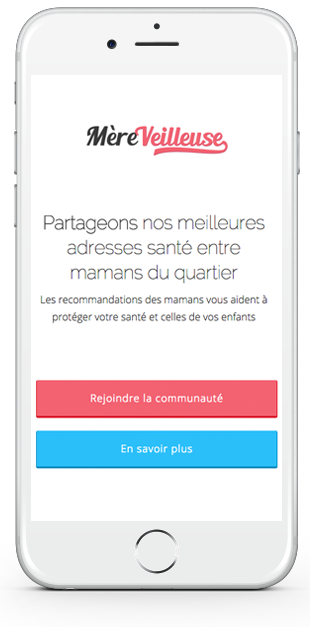 MèreVeilleuse
Partageons nos meilleures
adresses santé entre
mamans du quartier
Les recommandations des mamans vous aident à
protéger votre santé et celles de vos enfants
Rejoindre la communauté
En savoir plus